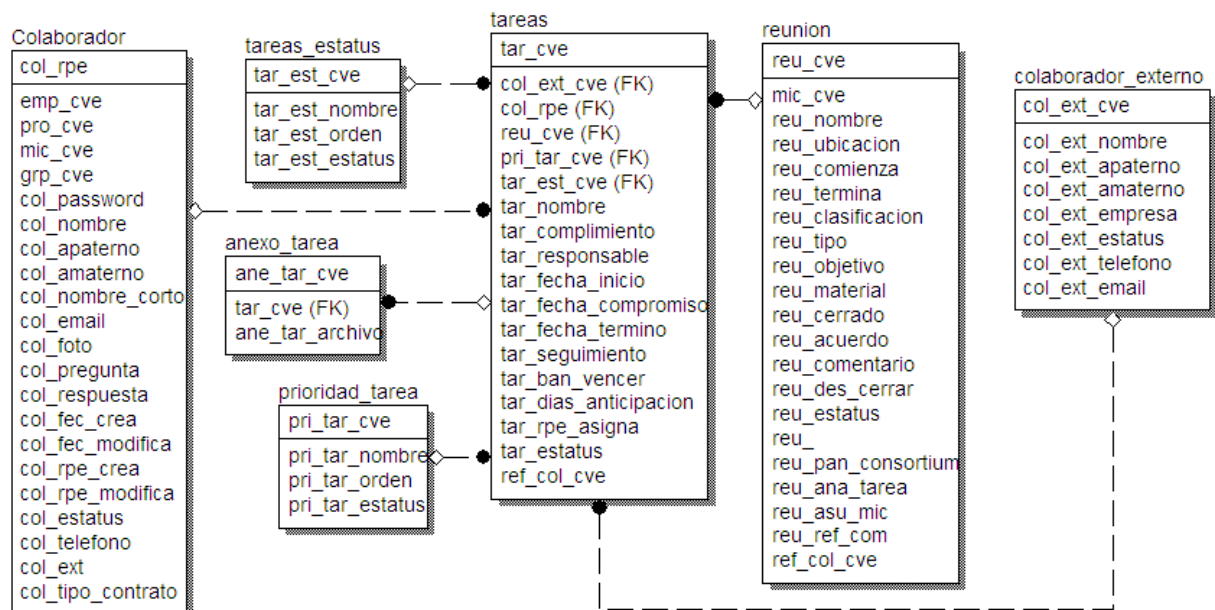 Colaborador
col_rpe
emp_cve
pro_cve
mic_cve
grp_cve
col_password
col_nombre
col_apaterno
col_amaterno
col_nombre_corto
col_email
col_foto
col_pregunta
col_respuesta
col_fec_crea
col_fec_modifica
col_rpe_crea
col_rpe_modifica
col_estatus
col_telefono
col_ext
col_tipo_contrato
tareas_estatus
tar_est_cve
tar_est_nombre
tar_est_orden
tar_est_estatus
anexo_tarea
ane_tar_cve
tar_cve (FK)
ane_tar_archivo
prioridad_tarea
pri_tar_cve
pri_tar_nombre
pri_tar_orden
pri_tar_estatus
tareas
tar_cve
col_ext_cve (FK)
col_rpe (FK)
reu_cve (FK)
pri_tar_cve (FK)
tar_est_cve (FK)
tar_nombre
tar_complimiento
tar_responsable
tar_fecha_inicio
tar_fecha_compromiso
tar_fecha_termino
tar_seguimiento
tar_ban_vencer
tar_dias_anticipacion
tar_rpe_asigna
tar_estatus
ref_col_cve
reunion
reu_cve
mic_cve
reu_nombre
reu_ubicacion
reu_comienza
reu_termina
reu_clasificacion
reu_tipo
reu_objetivo
reu_material
reu_cerrado
reu_acuerdo
reu_comentario
reu_des_cerrar
reu_estatus
reu_
reu_pan_consortium
reu_ana_tarea
reu_asu_mic
reu_ref_com
ref_col_cve
colaborador_externo
col_ext_cve
col_ext_nombre
col_ext_apaterno
col_ext_amaterno
col_ext_empresa
col_ext_estatus
col_ext_telefono
col_ext_email